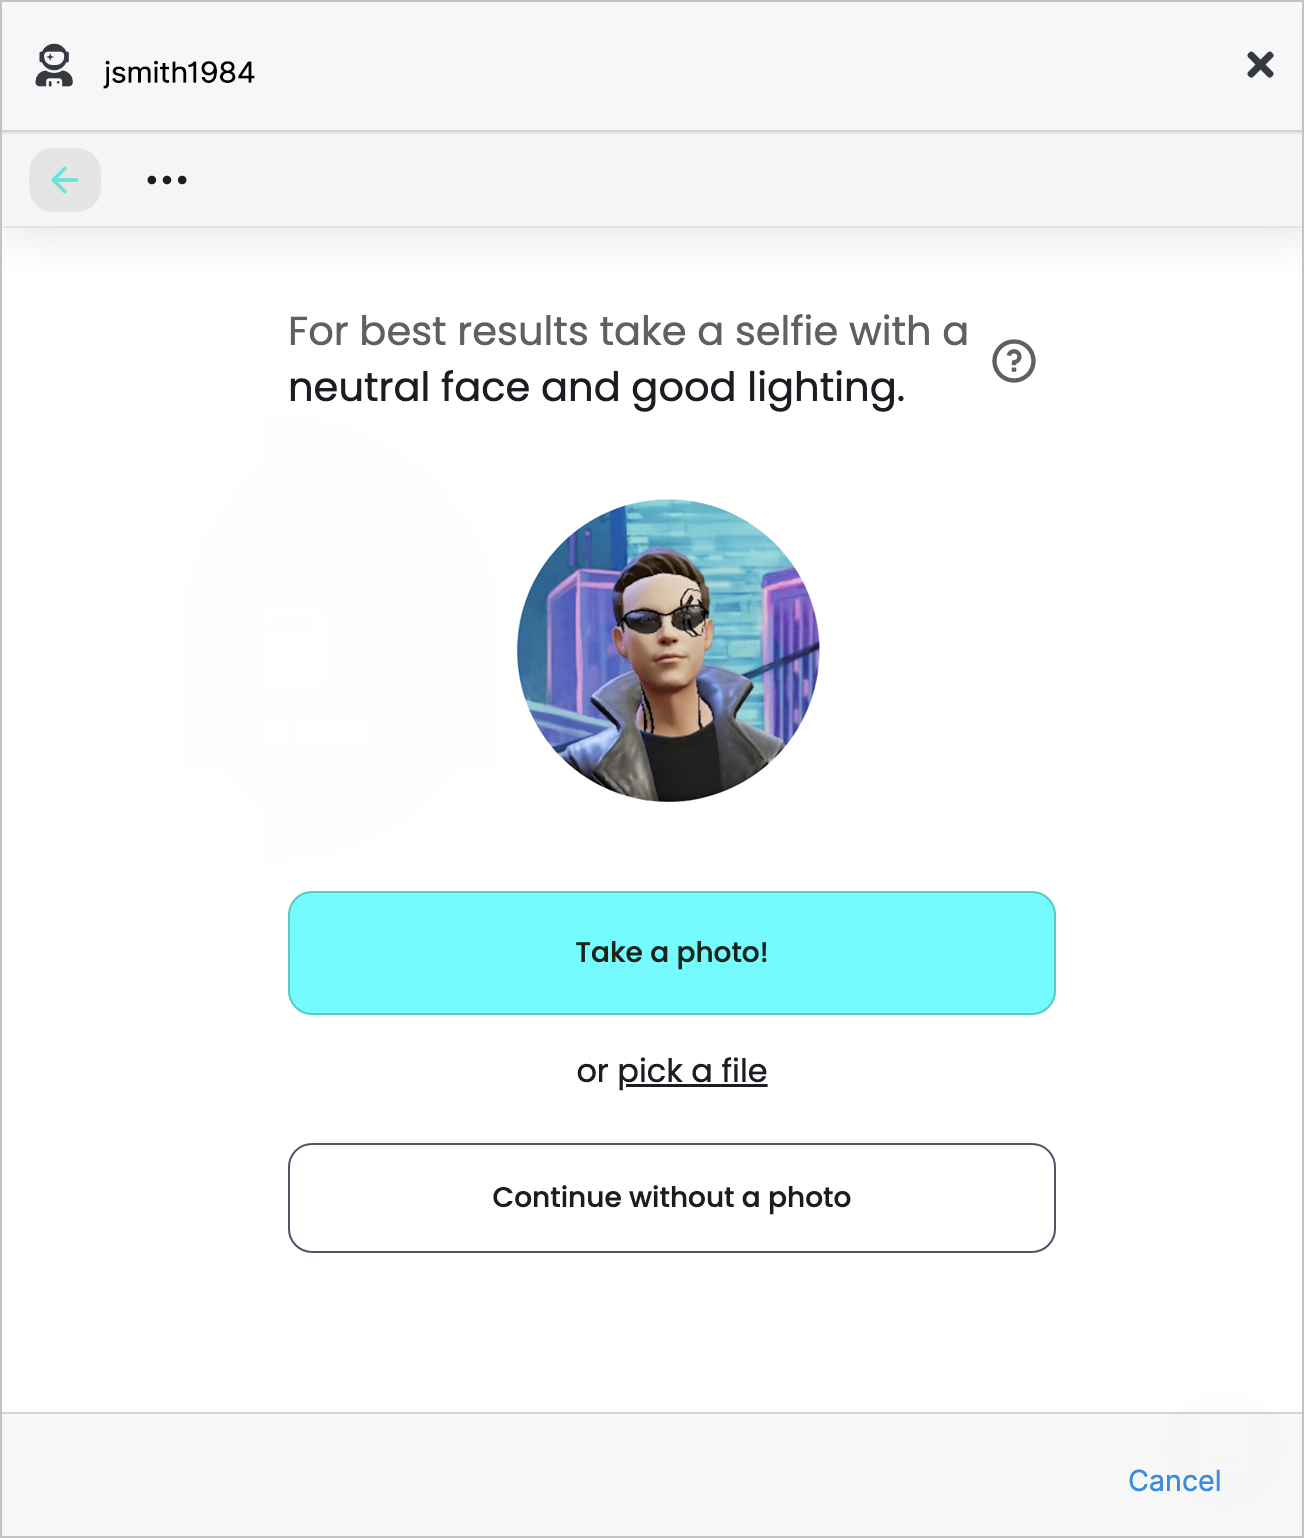 jsmith1984
For best results take a selfie with a
neutral face and good lighting.
?
Take a photo!
or pick a file
Continue without a photo
Cancel